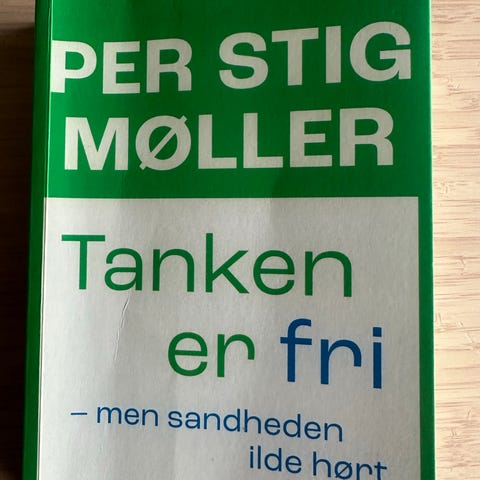 PER STIG
MØLLER
Tanken
er fri
– men sandheden
ilde hørt